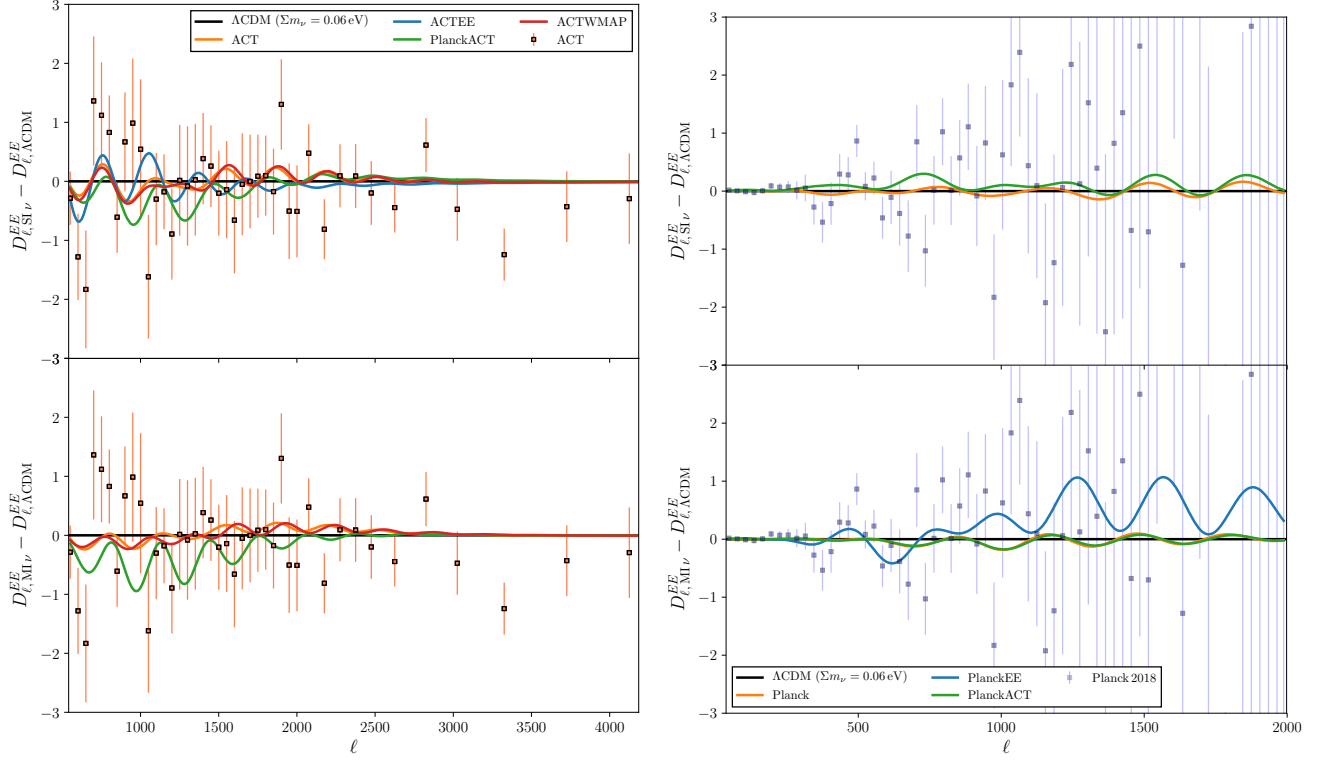 ΛCDM (Σm_ν = 0.06 eV)
ACT
ACTEE
PlanckACT
ACTWMAP
ACT
3
2
1
0
−1
−2
−3
D^{EE}_{ℓ,SIν} − D^{EE}_{ℓ,ΛCDM}
3
2
1
0
−1
−2
−3
D^{EE}_{ℓ,SIν} − D^{EE}_{ℓ,ΛCDM}
2
1
0
−1
−2
−3
D^{EE}_{ℓ,MIν} − D^{EE}_{ℓ,ΛCDM}
1000
1500
2000
2500
3000
3500
4000
ℓ
3
2
1
0
−1
−2
−3
D^{EE}_{ℓ,MIν} − D^{EE}_{ℓ,ΛCDM}
ΛCDM (Σm_ν = 0.06 eV)
Planck
PlanckEE
PlanckACT
Planck 2018
500
1000
1500
2000
ℓ